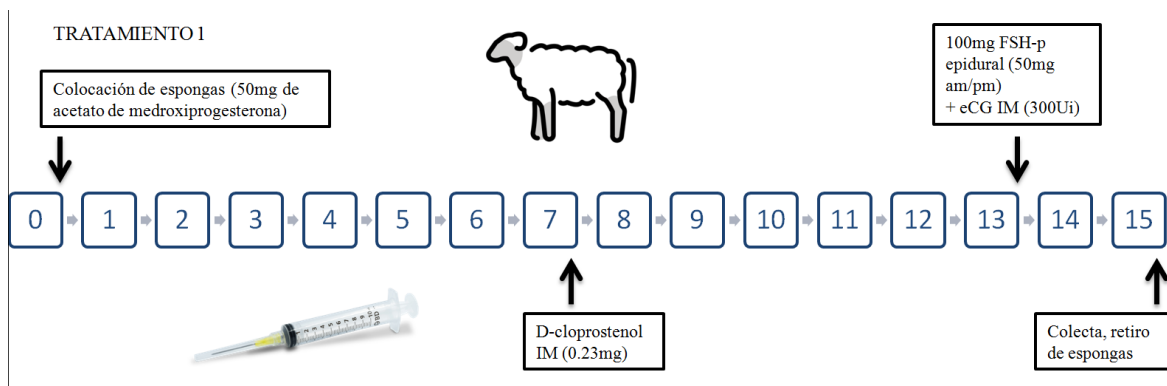 TRATAMIENTO 1
Colocación de espongas (50mg de
acetato de medroxiprogesterona)
100mg FSH-p
epidural (50mg
am/pm)
+ eCG IM (300Ui)
0 1 2 3 4 5 6 7 8 9 10 11 12 13 14 15
D-cloprostenol
IM (0.23mg)
Colecta, retiro
de espongas